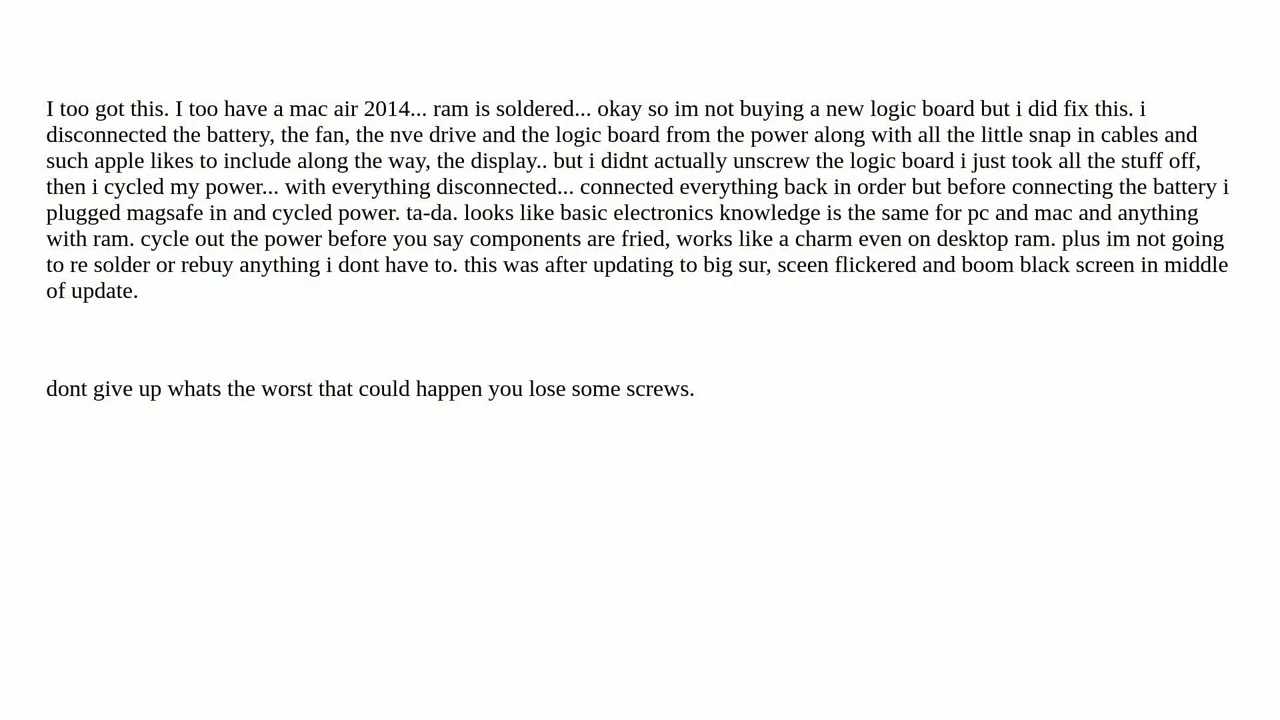 I too got this. I too have a mac air 2014... ram is soldered... okay so im not buying a new logic board but i did fix this. i
disconnected the battery, the fan, the nve drive and the logic board from the power along with all the little snap in cables and
such apple likes to include along the way, the display.. but i didnt actually unscrew the logic board i just took all the stuff off,
then i cycled my power... with everything disconnected... connected everything back in order but before connecting the battery i
plugged magsafe in and cycled power. ta-da. looks like basic electronics knowledge is the same for pc and mac and anything
with ram. cycle out the power before you say components are fried, works like a charm even on desktop ram. plus im not going
to re solder or rebuy anything i dont have to. this was after updating to big sur, sceen flickered and boom black screen in middle
of update.
dont give up whats the worst that could happen you lose some screws.